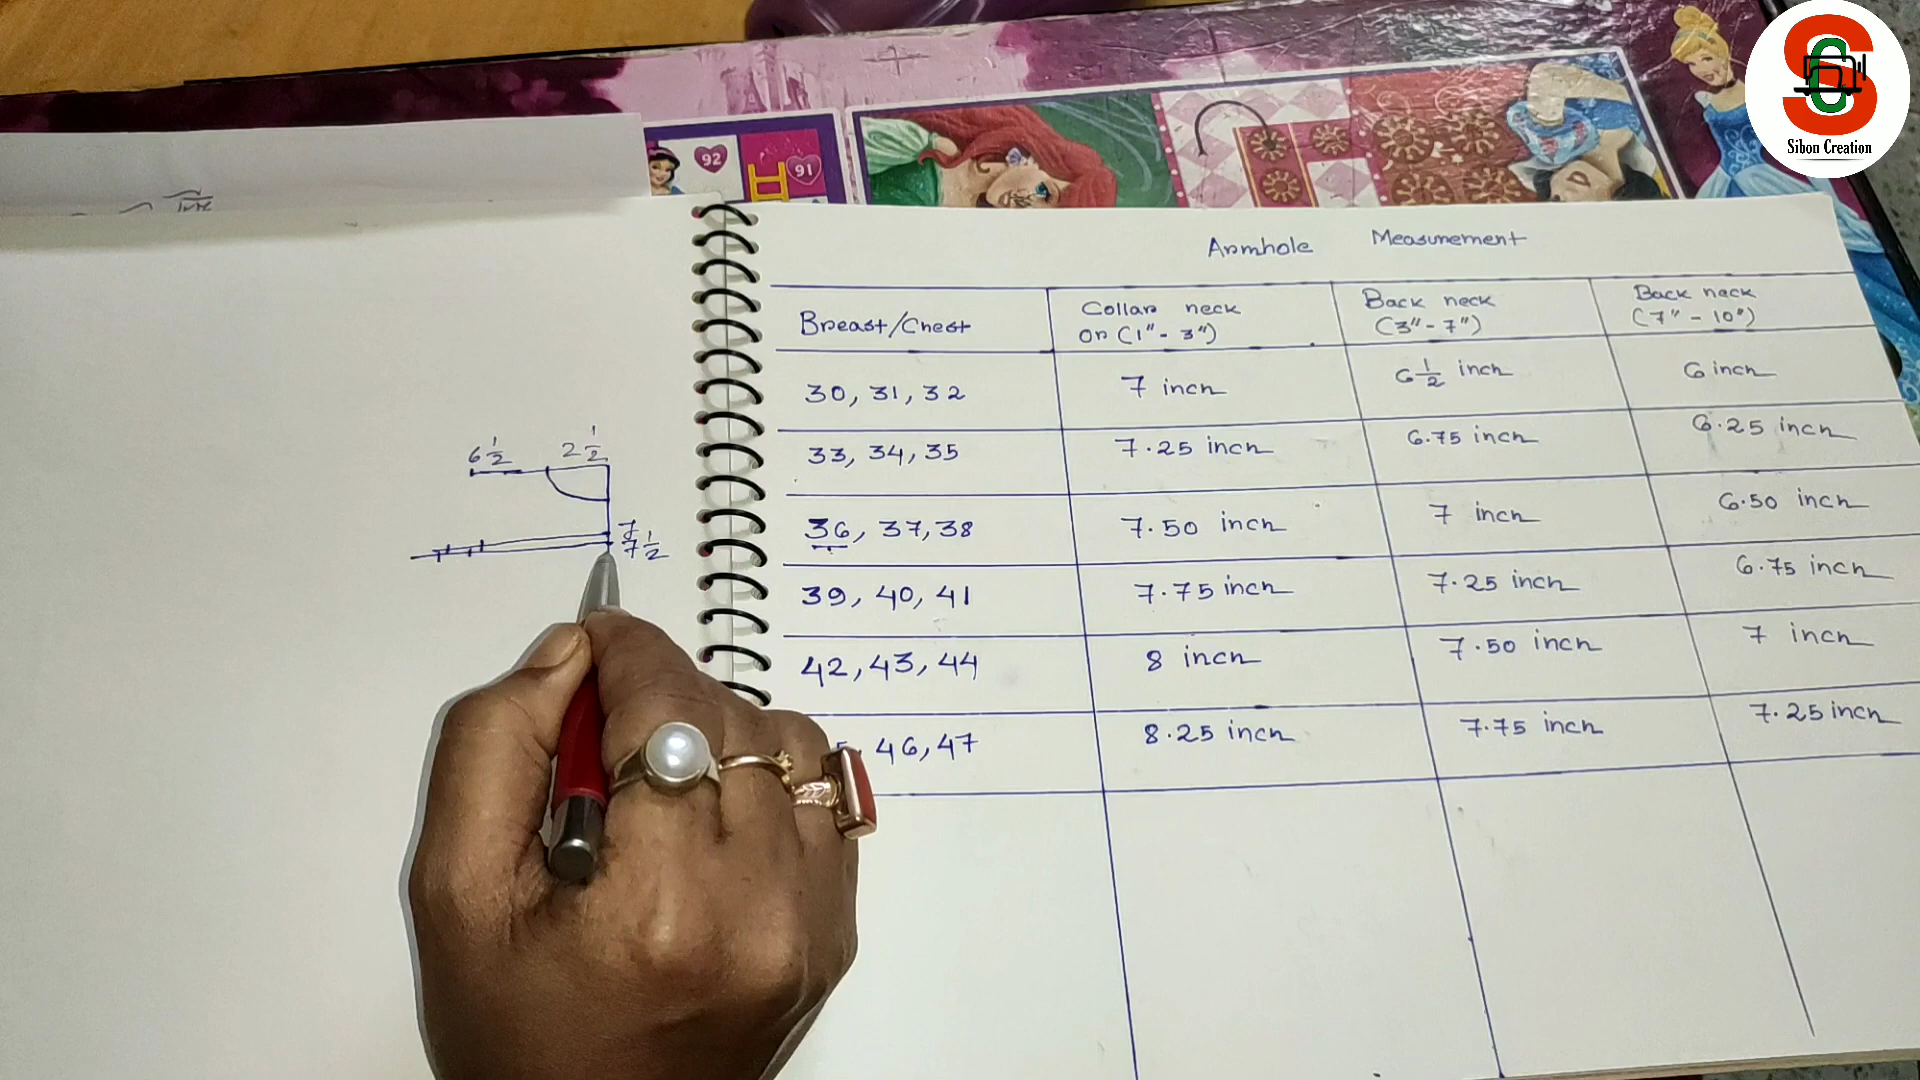 Sibon Creation
92
91
Armhole Measurement
Breast/Chest
Collar neck
or (1" - 3")
Back neck
(3" - 7")
Back neck
(7" - 10")
30, 31, 32
7 inch
6 1/2 inch
6 inch
33, 34, 35
7.25 inch
6.75 inch
6.25 inch
36, 37, 38
7.50 inch
7 inch
6.50 inch
39, 40, 41
7.75 inch
7.25 inch
6.75 inch
42, 43, 44
8 inch
7.50 inch
7 inch
46, 47
8.25 inch
7.75 inch
7.25 inch
6 1/2 2 1/2
7
7 1/2